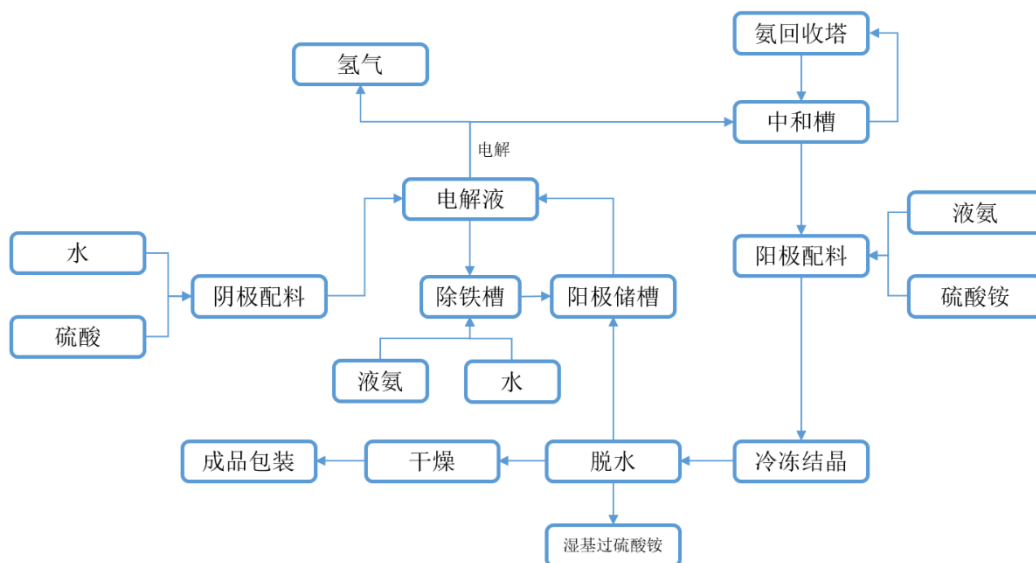 氨回收塔
氢气
中和槽
电解
电解液
液氨
水
阳极配料
阴极配料
除铁槽
阳极储槽
硫酸铵
硫酸
液氨
水
成品包装
干燥
脱水
冷冻结晶
湿基过硫酸铵